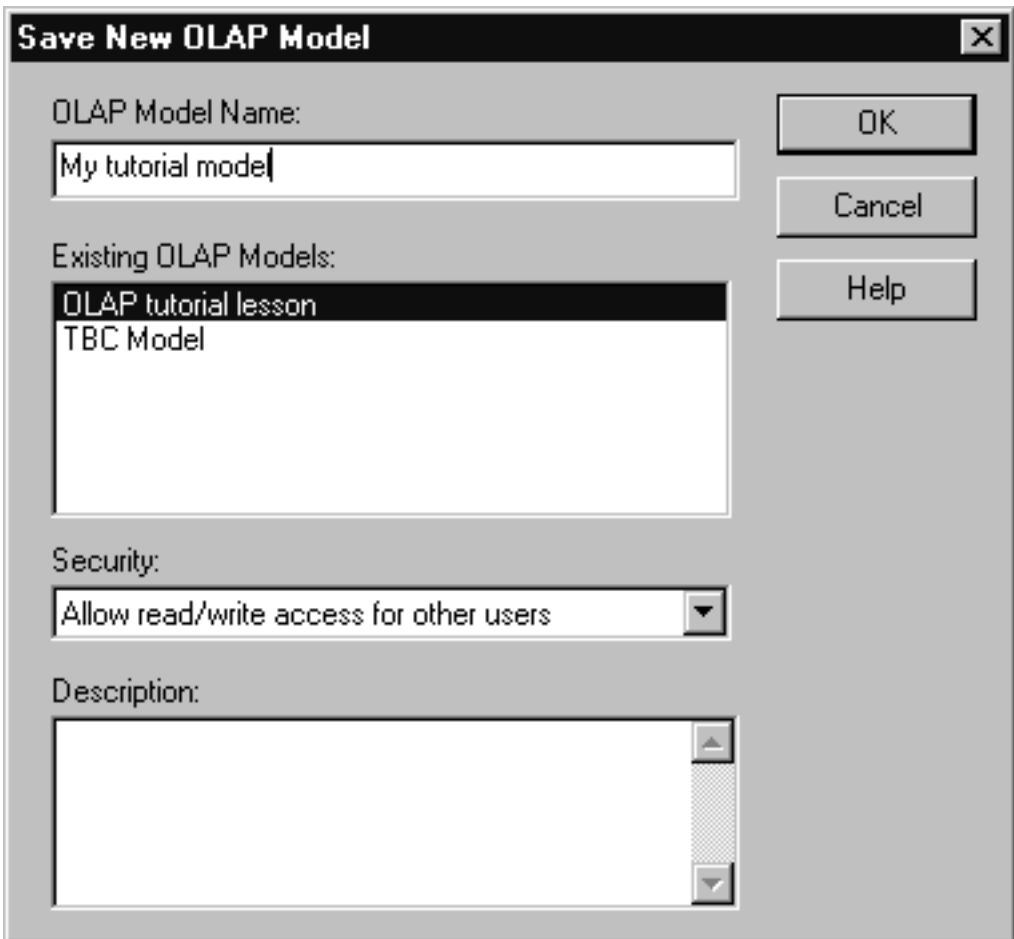 Save New OLAP Model
OLAP Model Name:
My tutorial model
OK
Cancel
Existing OLAP Models:
Help
OLAP tutorial lesson
TBC Model
Security:
Allow read/write access for other users
Description: